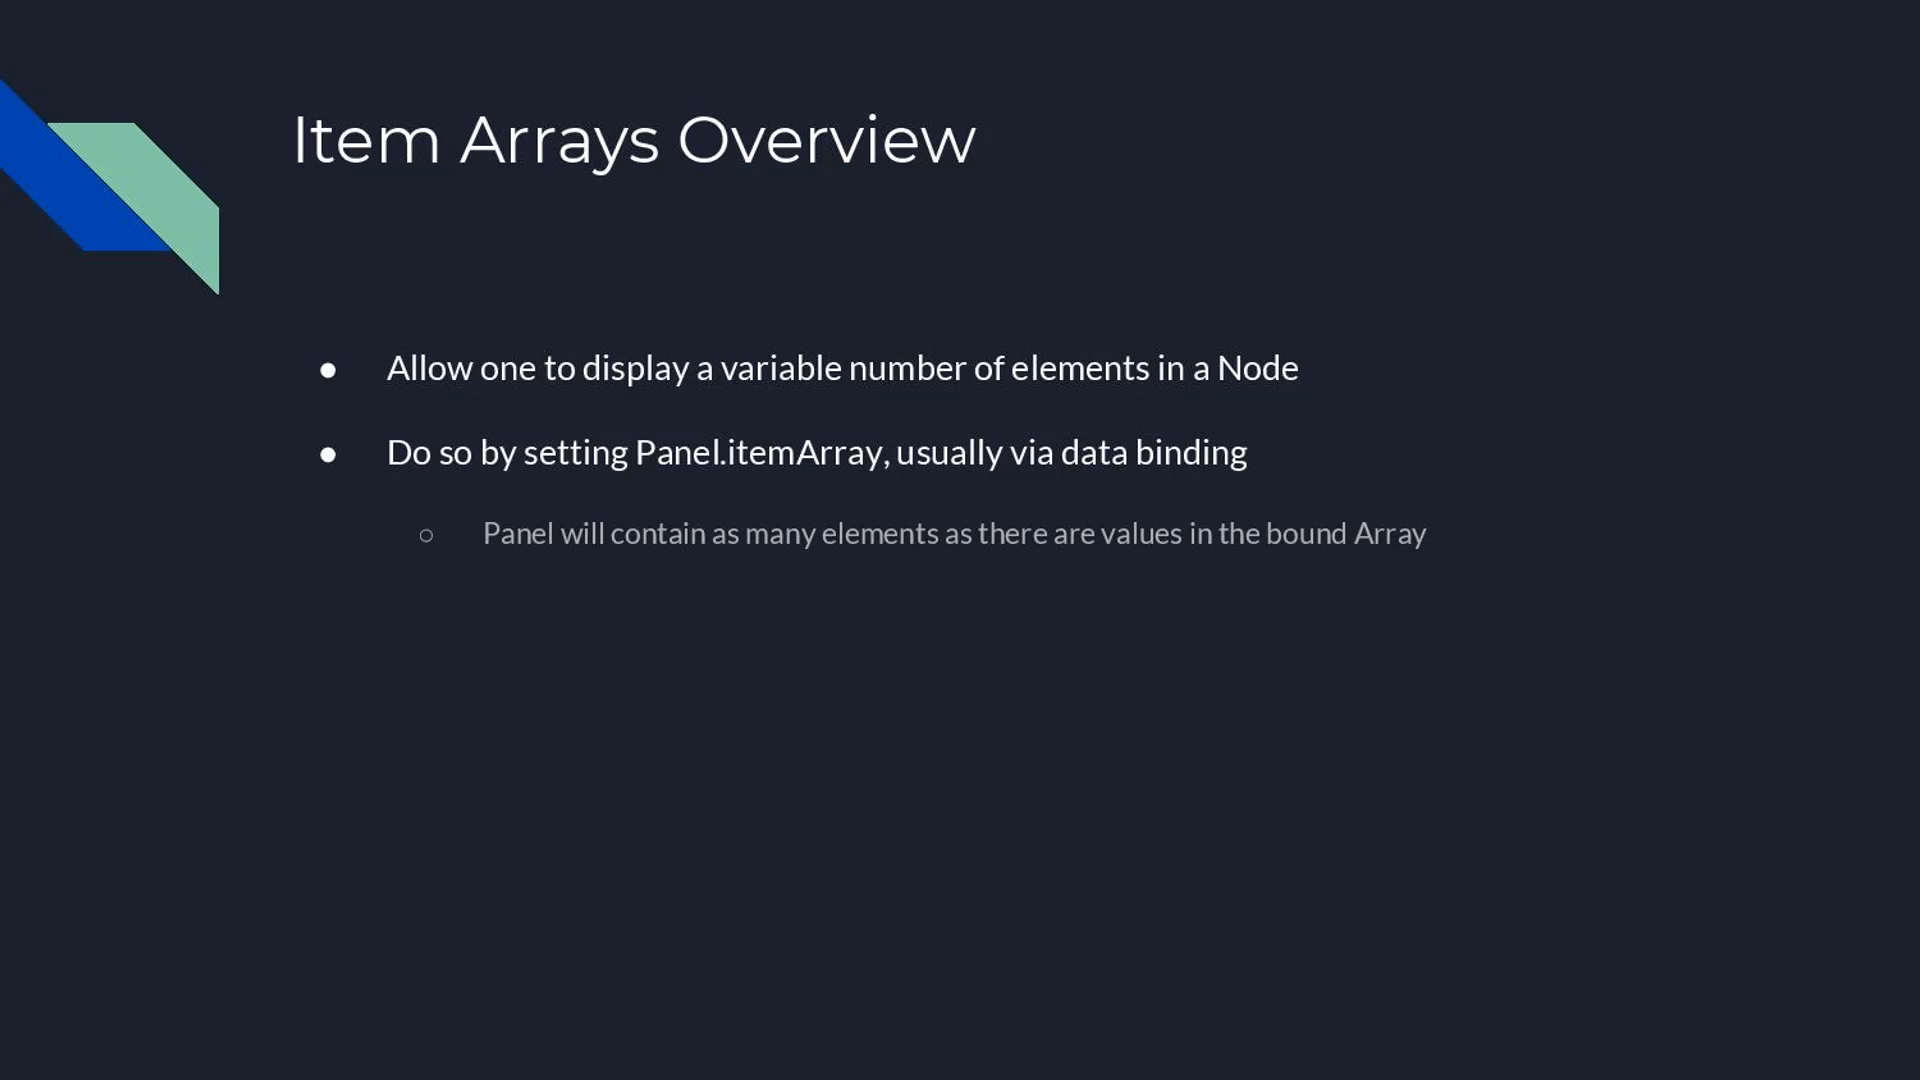 Item Arrays Overview
● Allow one to display a variable number of elements in a Node
● Do so by setting Panel.itemArray, usually via data binding
○ Panel will contain as many elements as there are values in the bound Array